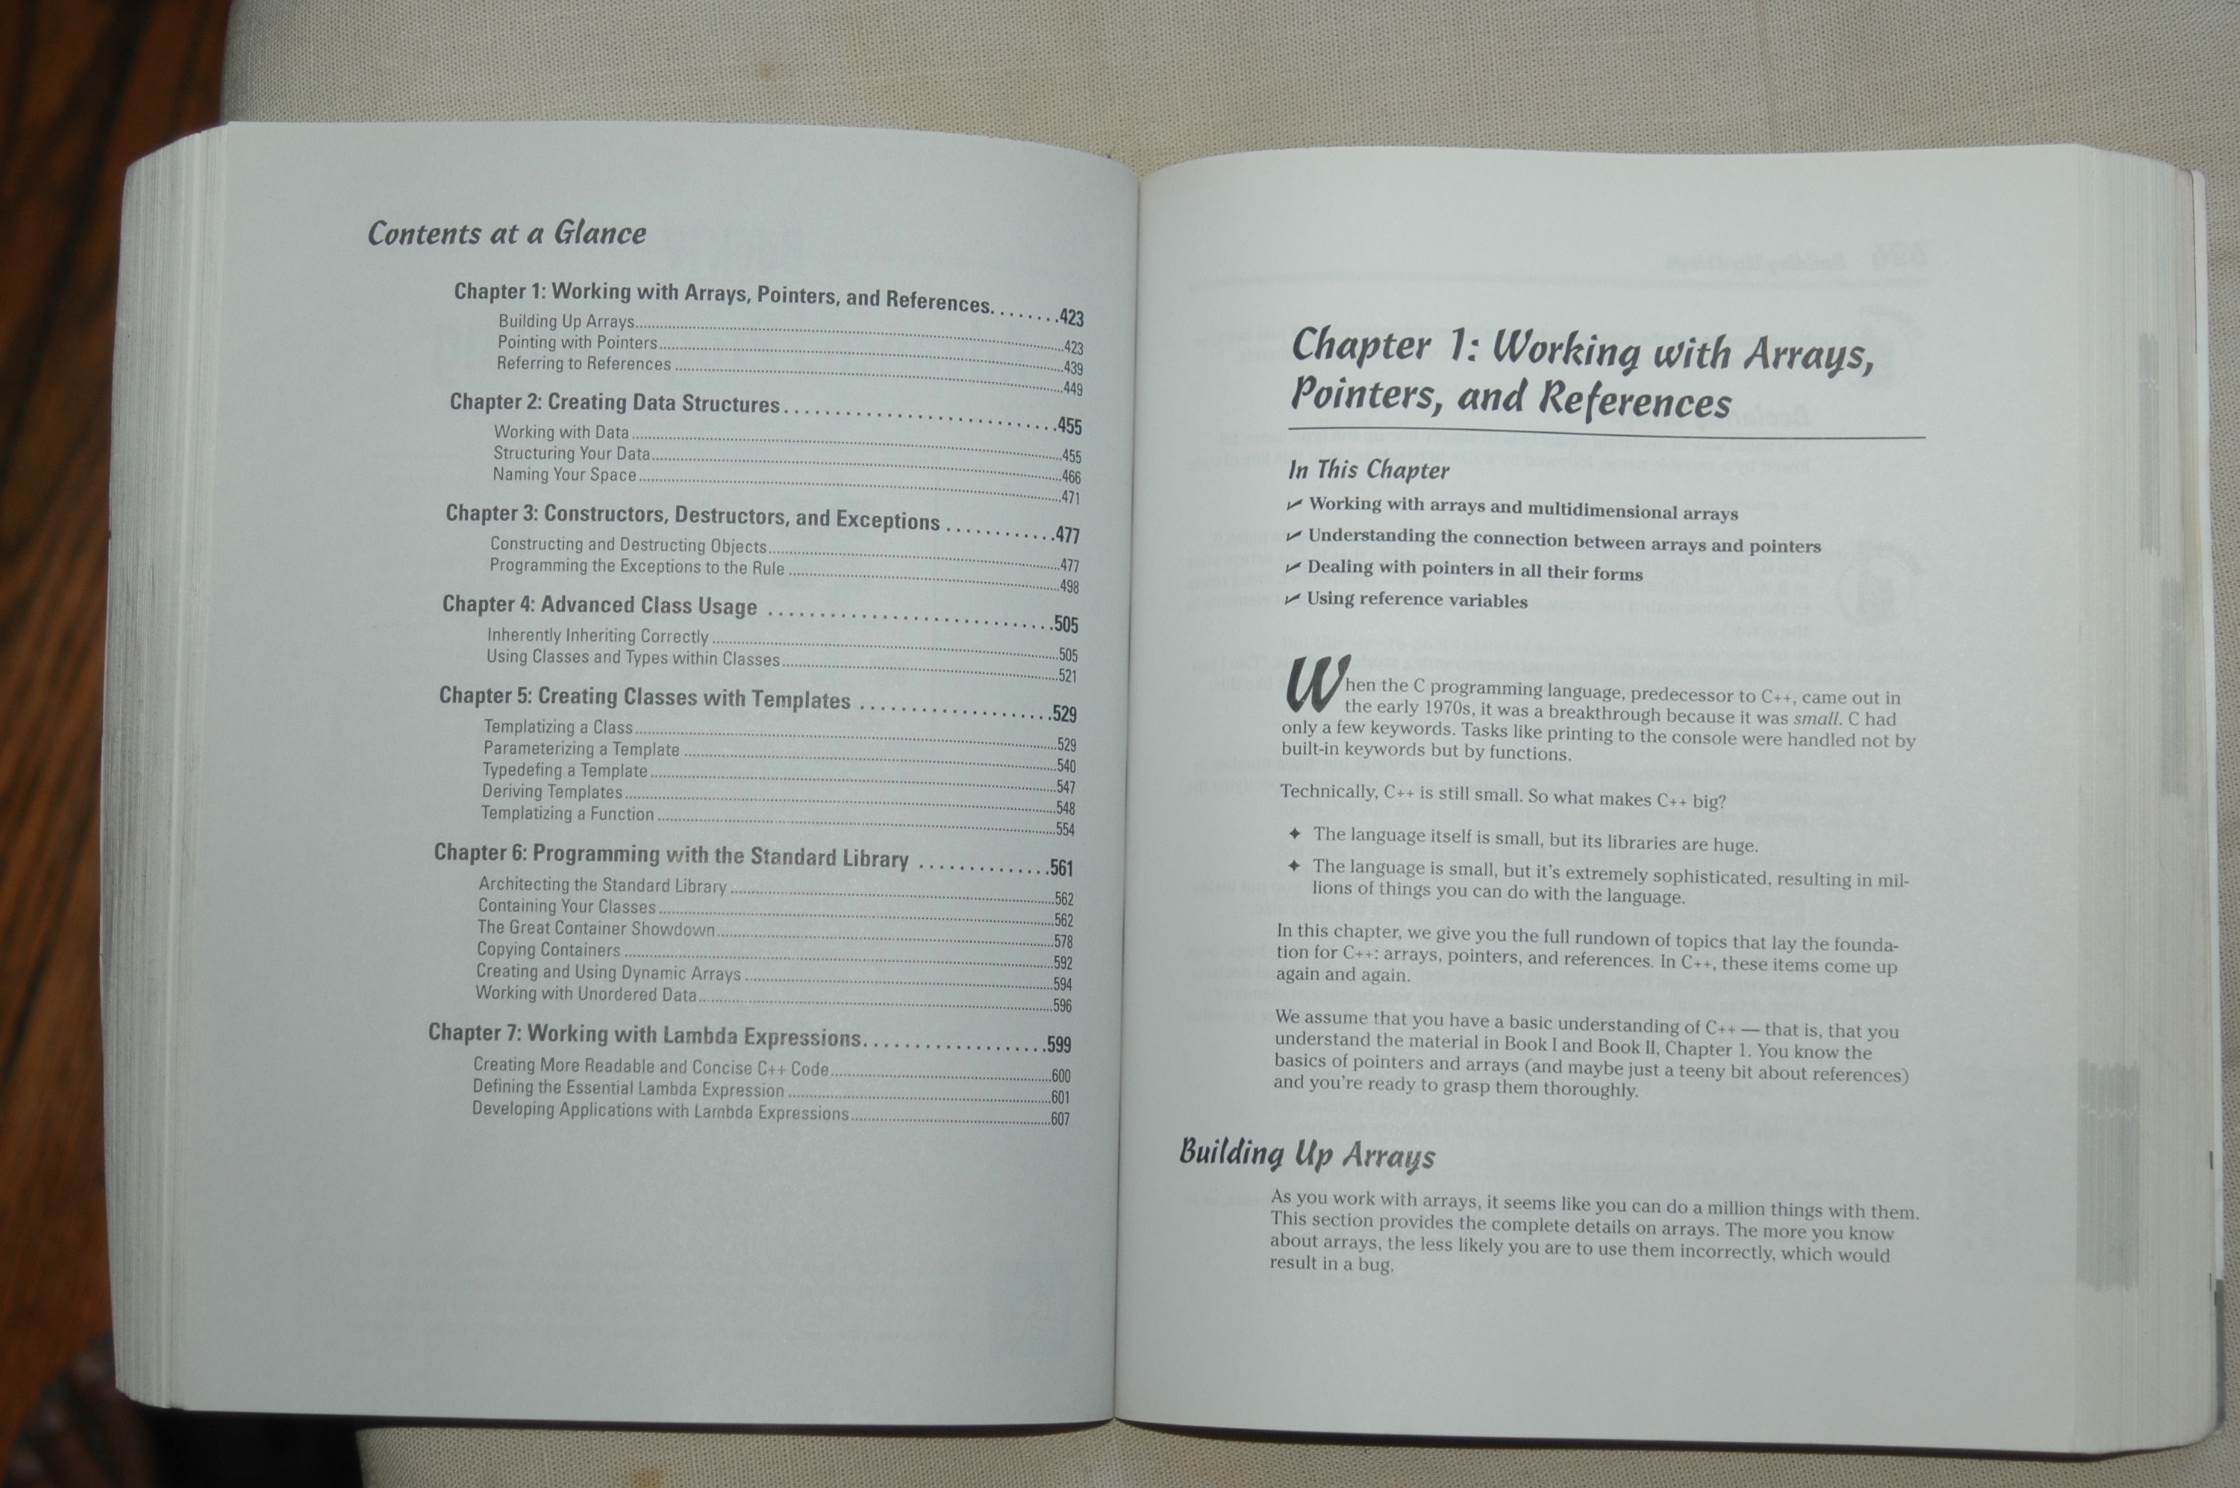 Contents at a Glance
Chapter 1: Working with Arrays, Pointers, and References........423
Building Up Arrays....423
Pointing with Pointers....439
Referring to References....449
Chapter 2: Creating Data Structures....455
Working with Data....455
Structuring Your Data....466
Naming Your Space....471
Chapter 3: Constructors, Destructors, and Exceptions....477
Constructing and Destructing Objects....477
Programming the Exceptions to the Rule....498
Chapter 4: Advanced Class Usage....505
Inherently Inheriting Correctly....505
Using Classes and Types within Classes....521
Chapter 5: Creating Classes with Templates....529
Templatizing a Class....529
Parameterizing a Template....540
Typedefing a Template....547
Deriving Templates....548
Templatizing a Function....554
Chapter 6: Programming with the Standard Library....561
Architecting the Standard Library....562
Containing Your Classes....562
The Great Container Showdown....578
Copying Containers....592
Creating and Using Dynamic Arrays....594
Working with Unordered Data....596
Chapter 7: Working with Lambda Expressions....599
Creating More Readable and Concise C++ Code....600
Defining the Essential Lambda Expression....601
Developing Applications with Lambda Expressions....607
Chapter 1: Working with Arrays,
Pointers, and References
In This Chapter
✓ Working with arrays and multidimensional arrays
✓ Understanding the connection between arrays and pointers
✓ Dealing with pointers in all their forms
✓ Using reference variables
When the C programming language, predecessor to C++, came out in
the early 1970s, it was a breakthrough because it was small. C had
only a few keywords. Tasks like printing to the console were handled not by
built-in keywords but by functions.
Technically, C++ is still small. So what makes C++ big?
✦ The language itself is small, but its libraries are huge.
✦ The language is small, but it's extremely sophisticated, resulting in mil-
lions of things you can do with the language.
In this chapter, we give you the full rundown of topics that lay the founda-
tion for C++: arrays, pointers, and references. In C++, these items come up
again and again.
We assume that you have a basic understanding of C++ — that is, that you
understand the material in Book I and Book II, Chapter 1. You know the
basics of pointers and arrays (and maybe just a teeny bit about references)
and you're ready to grasp them thoroughly.
Building Up Arrays
As you work with arrays, it seems like you can do a million things with them.
This section provides the complete details on arrays. The more you know
about arrays, the less likely you are to use them incorrectly, which would
result in a bug.